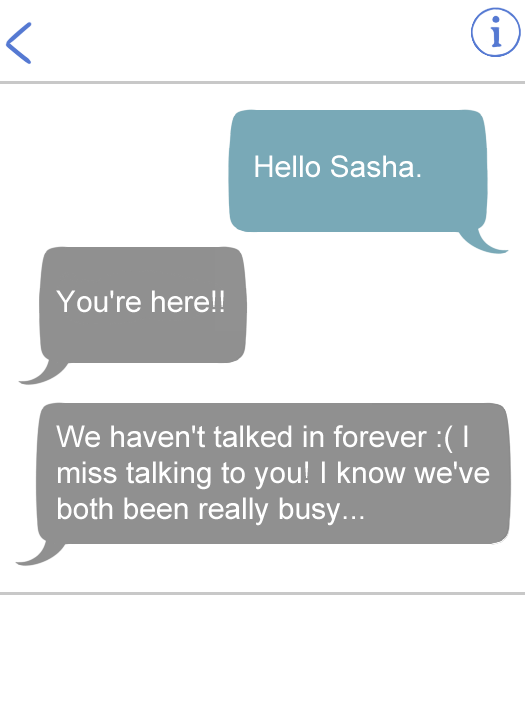 Hello Sasha.
You're here!!
We haven't talked in forever :( I
miss talking to you! I know we've
both been really busy...